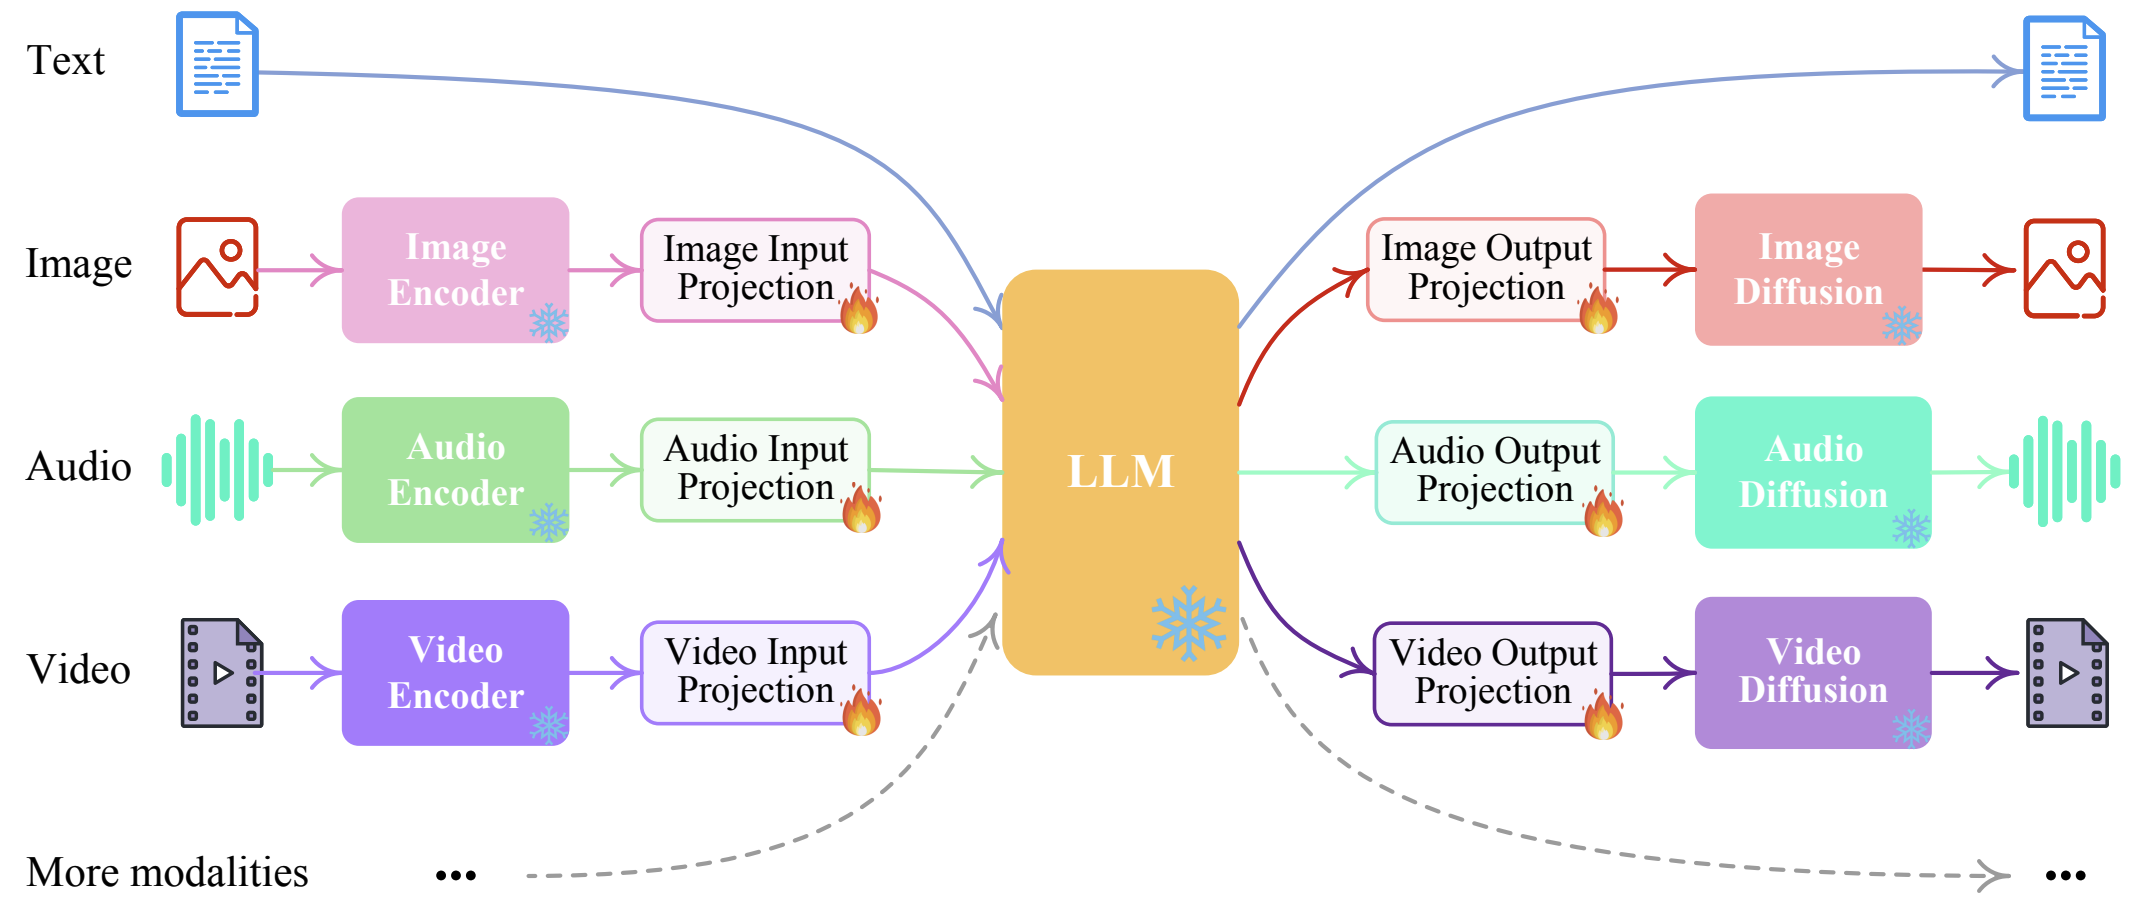 Text
Image
Image
Encoder
Image Input
Projection
Image Output
Projection
Image
Diffusion
Audio
Audio
Encoder
Audio Input
Projection
LLM
Audio Output
Projection
Audio
Diffusion
Video
Video
Encoder
Video Input
Projection
Video Output
Projection
Video
Diffusion
More modalities
...
...